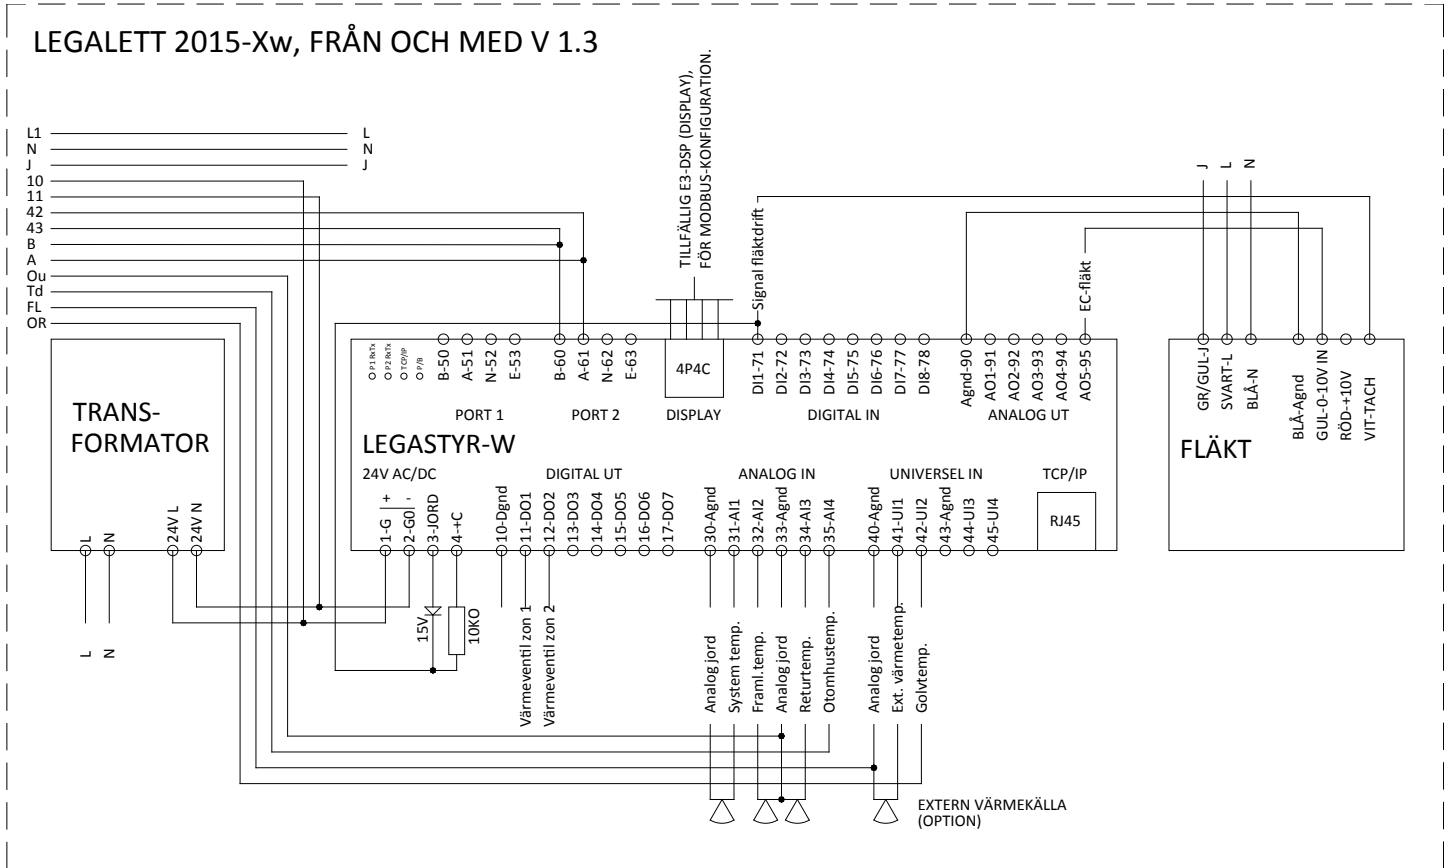 LEGALETT 2015-Xw, FRÅN OCH MED V 1.3
TILLFÄLLIG E3-DSP (DISPLAY),
FÖR MODBUS-KONFIGURATION.
L1
L
N
N
J
J
10
11
42
43
B
A
Ou
Td
FL
OR
Signal fläktdrift
EC-fläkt
J
L
N
TRANS-
FORMATOR
L
N
24V L
24V N
L
N
P1 RxTx
P2 RxTx
TCP/IP
P/B
B-50
A-51
N-52
E-53
B-60
A-61
N-62
E-63
4P4C
DI1-71
DI2-72
DI3-73
DI4-74
DI5-75
DI6-76
DI7-77
DI8-78
Agnd-90
AO1-91
AO2-92
AO3-93
AO4-94
AO5-95
PORT 1
PORT 2
DISPLAY
DIGITAL IN
ANALOG UT
LEGASTYR-W
24V AC/DC
DIGITAL UT
ANALOG IN
UNIVERSEL IN
TCP/IP
+
-
1-G
2-G0
3-JORD
4-+C
10-Dgnd
11-DO1
12-DO2
13-DO3
14-DO4
15-DO5
16-DO6
17-DO7
30-Agnd
31-AI1
32-AI2
33-Agnd
34-AI3
35-AI4
40-Agnd
41-UI1
42-UI2
43-Agnd
44-UI3
45-UI4
RJ45
GR/GUL-J
SVART-L
BLÅ-N
BLÅ-Agnd
GUL-0-10V IN
RÖD-+10V
VIT-TACH
FLÄKT
15V
10KO
Värmeventil zon 1
Värmeventil zon 2
Analog jord
System temp.
Framl. temp.
Analog jord
Returtemp.
Otomhustemp.
Analog jord
Ext. värmetemp.
Golvtemp.
EXTERN VÄRMEKÄLLA
(OPTION)